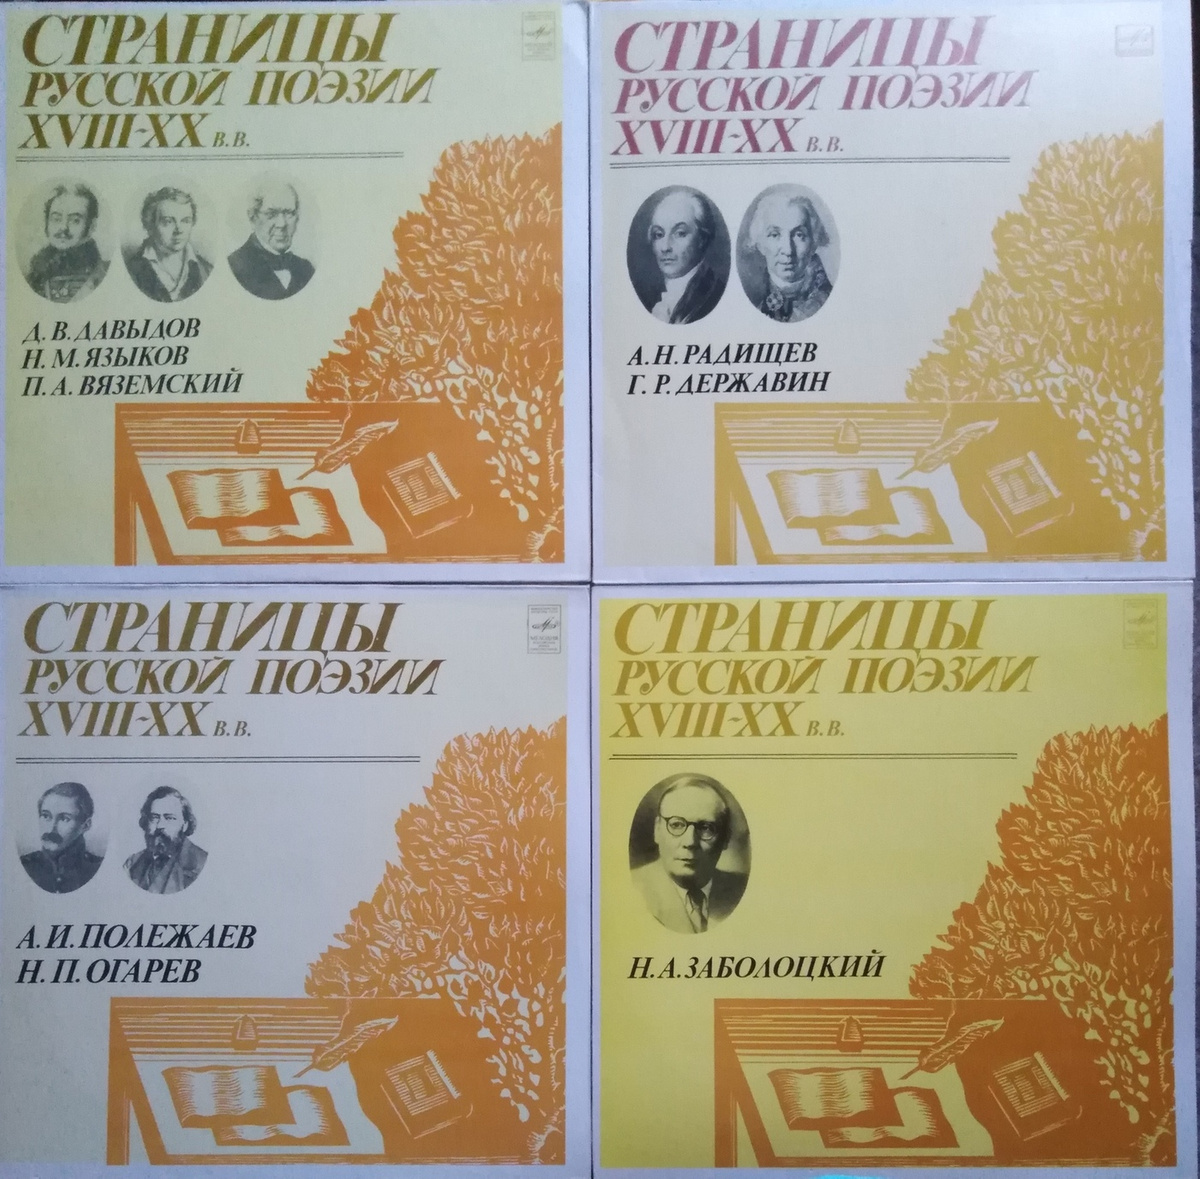 СТРАНИЦЫ
РУССКОЙ ПОЭЗИИ
XVIII-XX В.В.
Д. В. ДАВЫДОВ
Н. М. ЯЗЫКОВ
П. А. ВЯЗЕМСКИЙ
СТРАНИЦЫ
РУССКОЙ ПОЭЗИИ
XVIII-XX В.В.
А. Н. РАДИЩЕВ
Г. Р. ДЕРЖАВИН
СТРАНИЦЫ
РУССКОЙ ПОЭЗИИ
XVIII-XX В.В.
А. И. ПОЛЕЖАЕВ
Н. П. ОГАРЕВ
СТРАНИЦЫ
РУССКОЙ ПОЭЗИИ
XVIII-XX В.В.
Н. А. ЗАБОЛОЦКИЙ